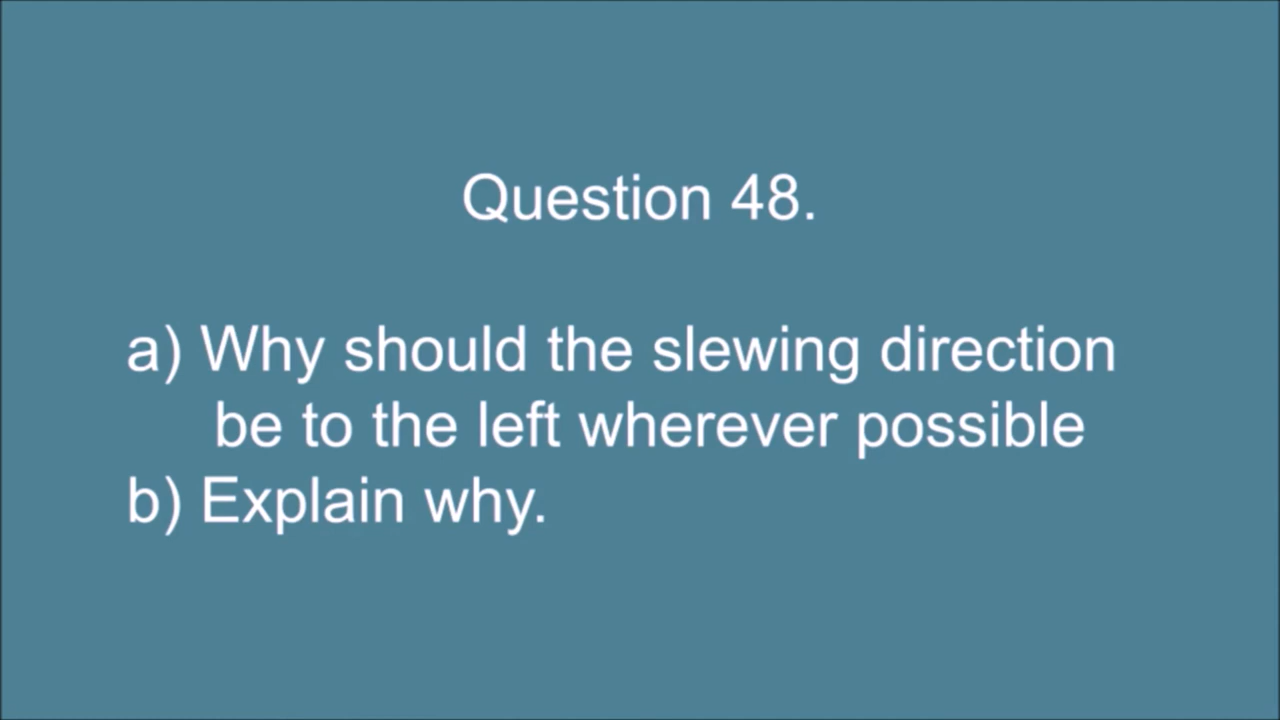 Question 48.
a) Why should the slewing direction
be to the left wherever possible
b) Explain why.